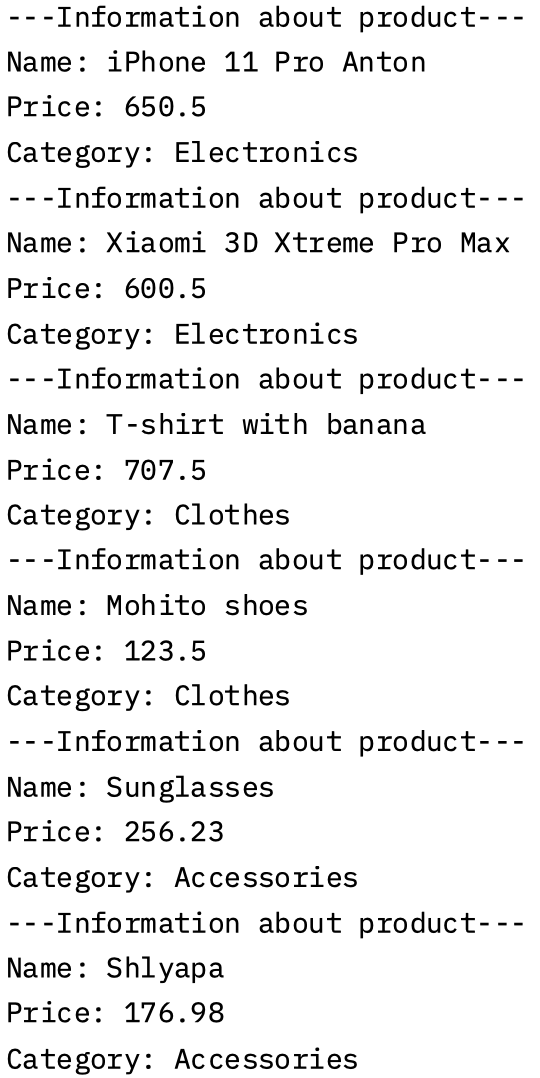 ---Information about product---
Name: iPhone 11 Pro Anton
Price: 650.5
Category: Electronics
---Information about product---
Name: Xiaomi 3D Xtreme Pro Max
Price: 600.5
Category: Electronics
---Information about product---
Name: T-shirt with banana
Price: 707.5
Category: Clothes
---Information about product---
Name: Mohito shoes
Price: 123.5
Category: Clothes
---Information about product---
Name: Sunglasses
Price: 256.23
Category: Accessories
---Information about product---
Name: Shlyapa
Price: 176.98
Category: Accessories